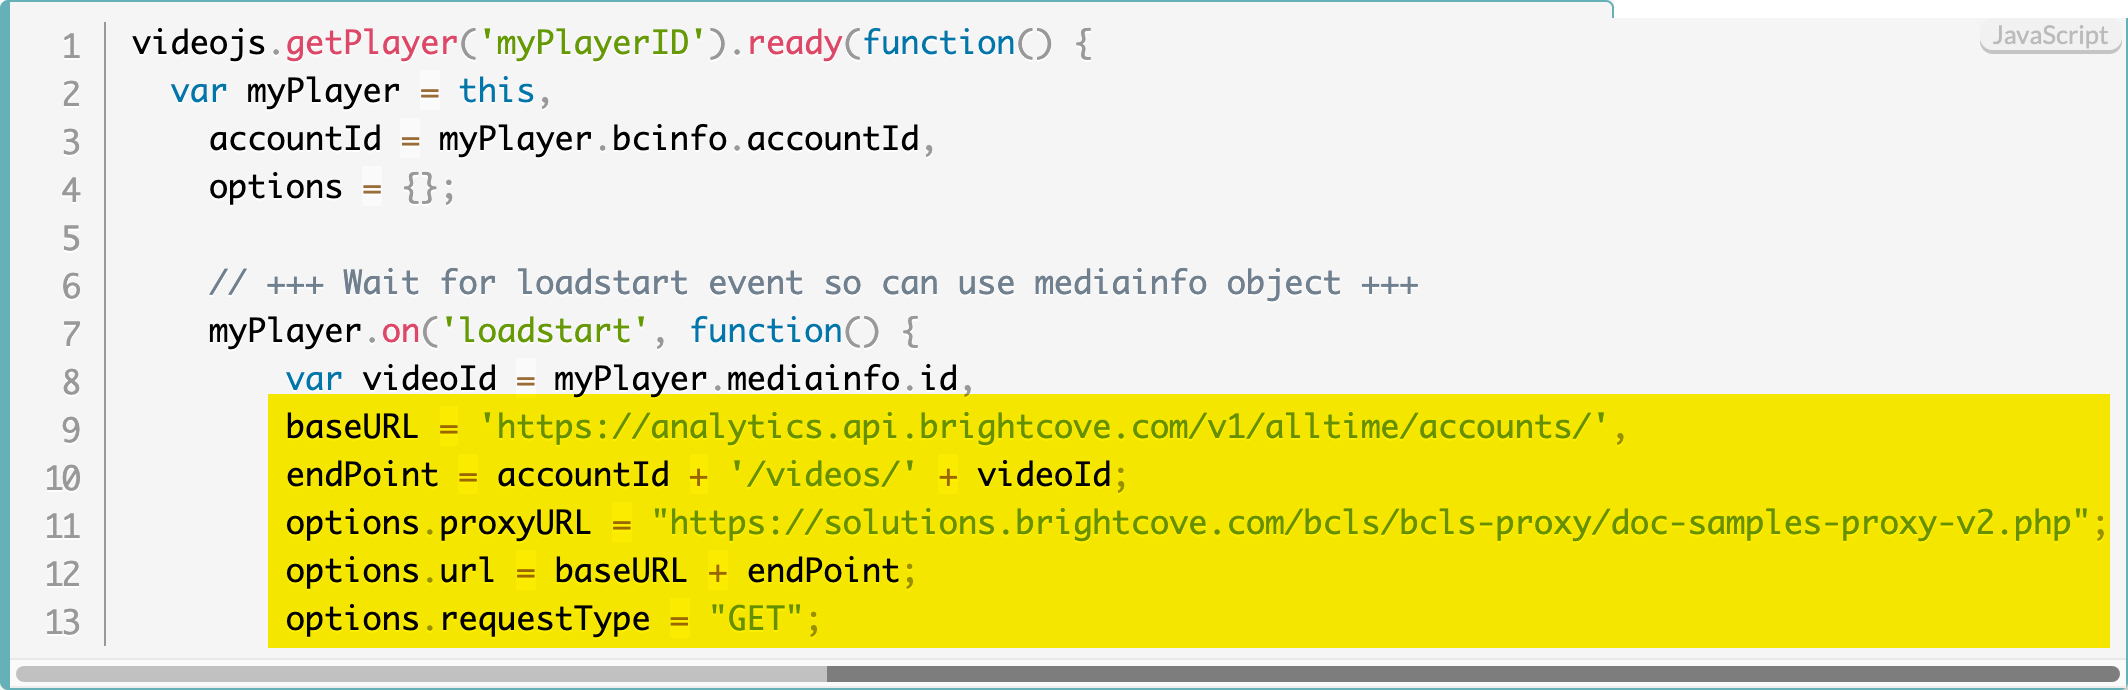 JavaScript
1 videojs.getPlayer('myPlayerID').ready(function() {
2 var myPlayer = this,
3 accountId = myPlayer.bcinfo.accountId,
4 options = {};
5
6 // +++ Wait for loadstart event so can use mediainfo object +++
7 myPlayer.on('loadstart', function() {
8 var videoId = myPlayer.mediainfo.id,
9 baseURL = 'https://analytics.api.brightcove.com/v1/alltime/accounts/',
10 endPoint = accountId + '/videos/' + videoId;
11 options.proxyURL = "https://solutions.brightcove.com/bcls/bcls-proxy/doc-samples-proxy-v2.php";
12 options.url = baseURL + endPoint;
13 options.requestType = "GET";